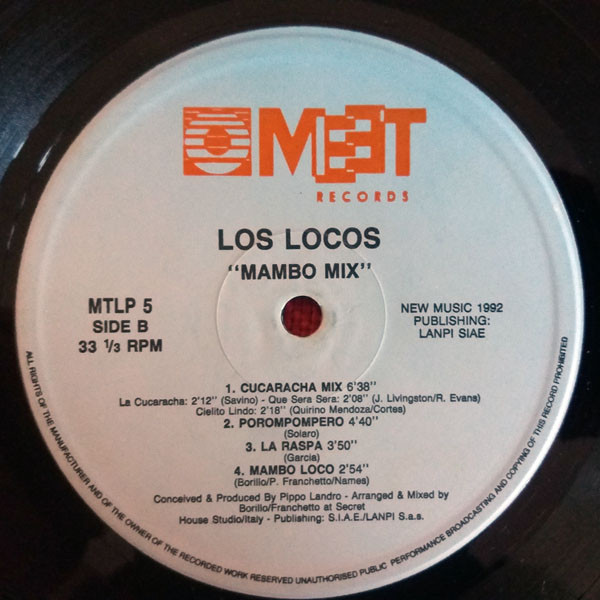 MEET
RECORDS
LOS LOCOS
"MAMBO MIX"
MTLP 5
SIDE B
33 1/3 RPM
NEW MUSIC 1992
PUBLISHING:
LANPI SIAE
1. CUCARACHA MIX 6'38"
La Cucaracha: 2'12" (Savino) - Que Sera Sera: 2'08" (J. Livingston/R. Evans)
Cielito Lindo: 2'18" (Quirino Mendoza/Cortes)
2. POROMPOMPERO 4'40"
(Solaro)
3. LA RASPA 3'50"
(Garcia)
4. MAMBO LOCO 2'54"
(Borillo/P. Franchetto/Names)
Conceived & Produced By Pippo Landro - Arranged & Mixed by
Borillo/Franchetto at Secret
House Studio/Italy - Publishing: S.I.A.E./LANPI S.a.s.
ALL RIGHTS OF THE MANUFACTURER AND OF THE OWNER OF THE RECORDED WORK RESERVED UNAUTHORISED PUBLIC PERFORMANCE BROADCASTING AND COPYING OF THIS RECORD PROHIBITED